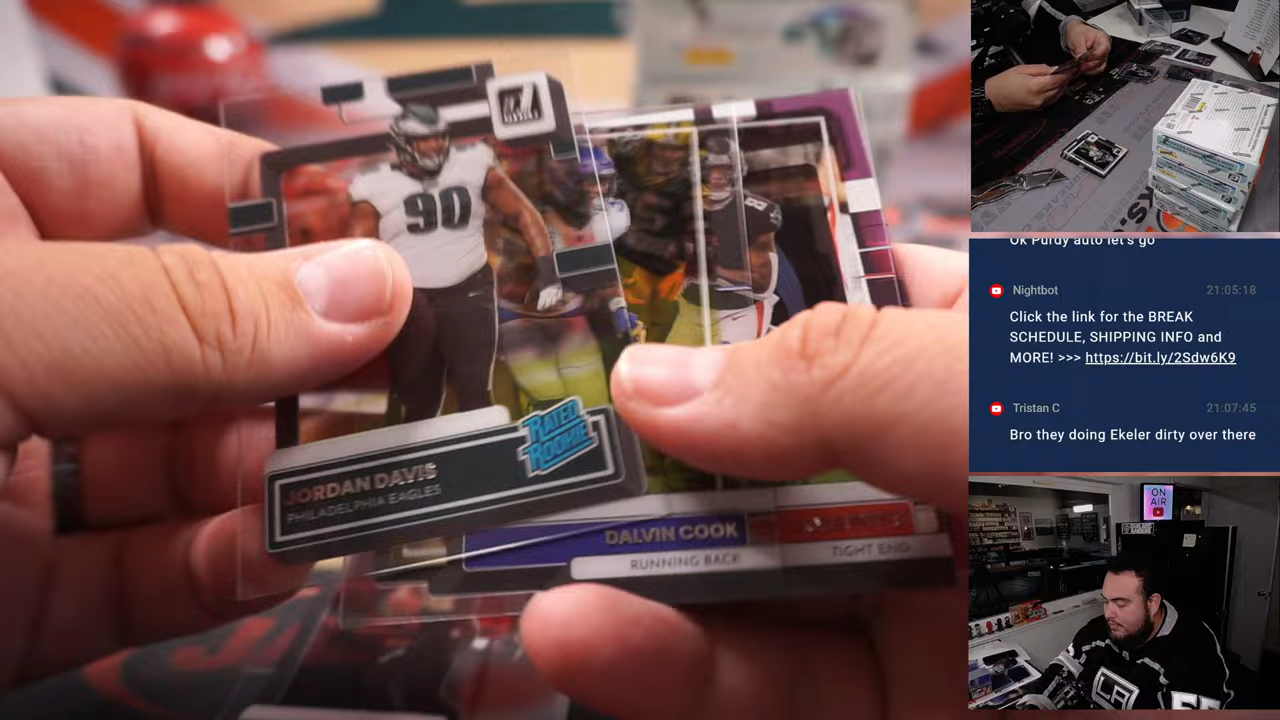 90
RATED
ROOKIE
JORDAN DAVIS
PHILADELPHIA EAGLES
DALVIN COOK
RUNNING BACK
TIGHT END
8
Ok Purdy auto let's go
Nightbot 21:05:18
Click the link for the BREAK
SCHEDULE, SHIPPING INFO and
MORE! >>> https://bit.ly/2Sdw6K9
Tristan C 21:07:45
Bro they doing Ekeler dirty over there
ON
AIR
LA